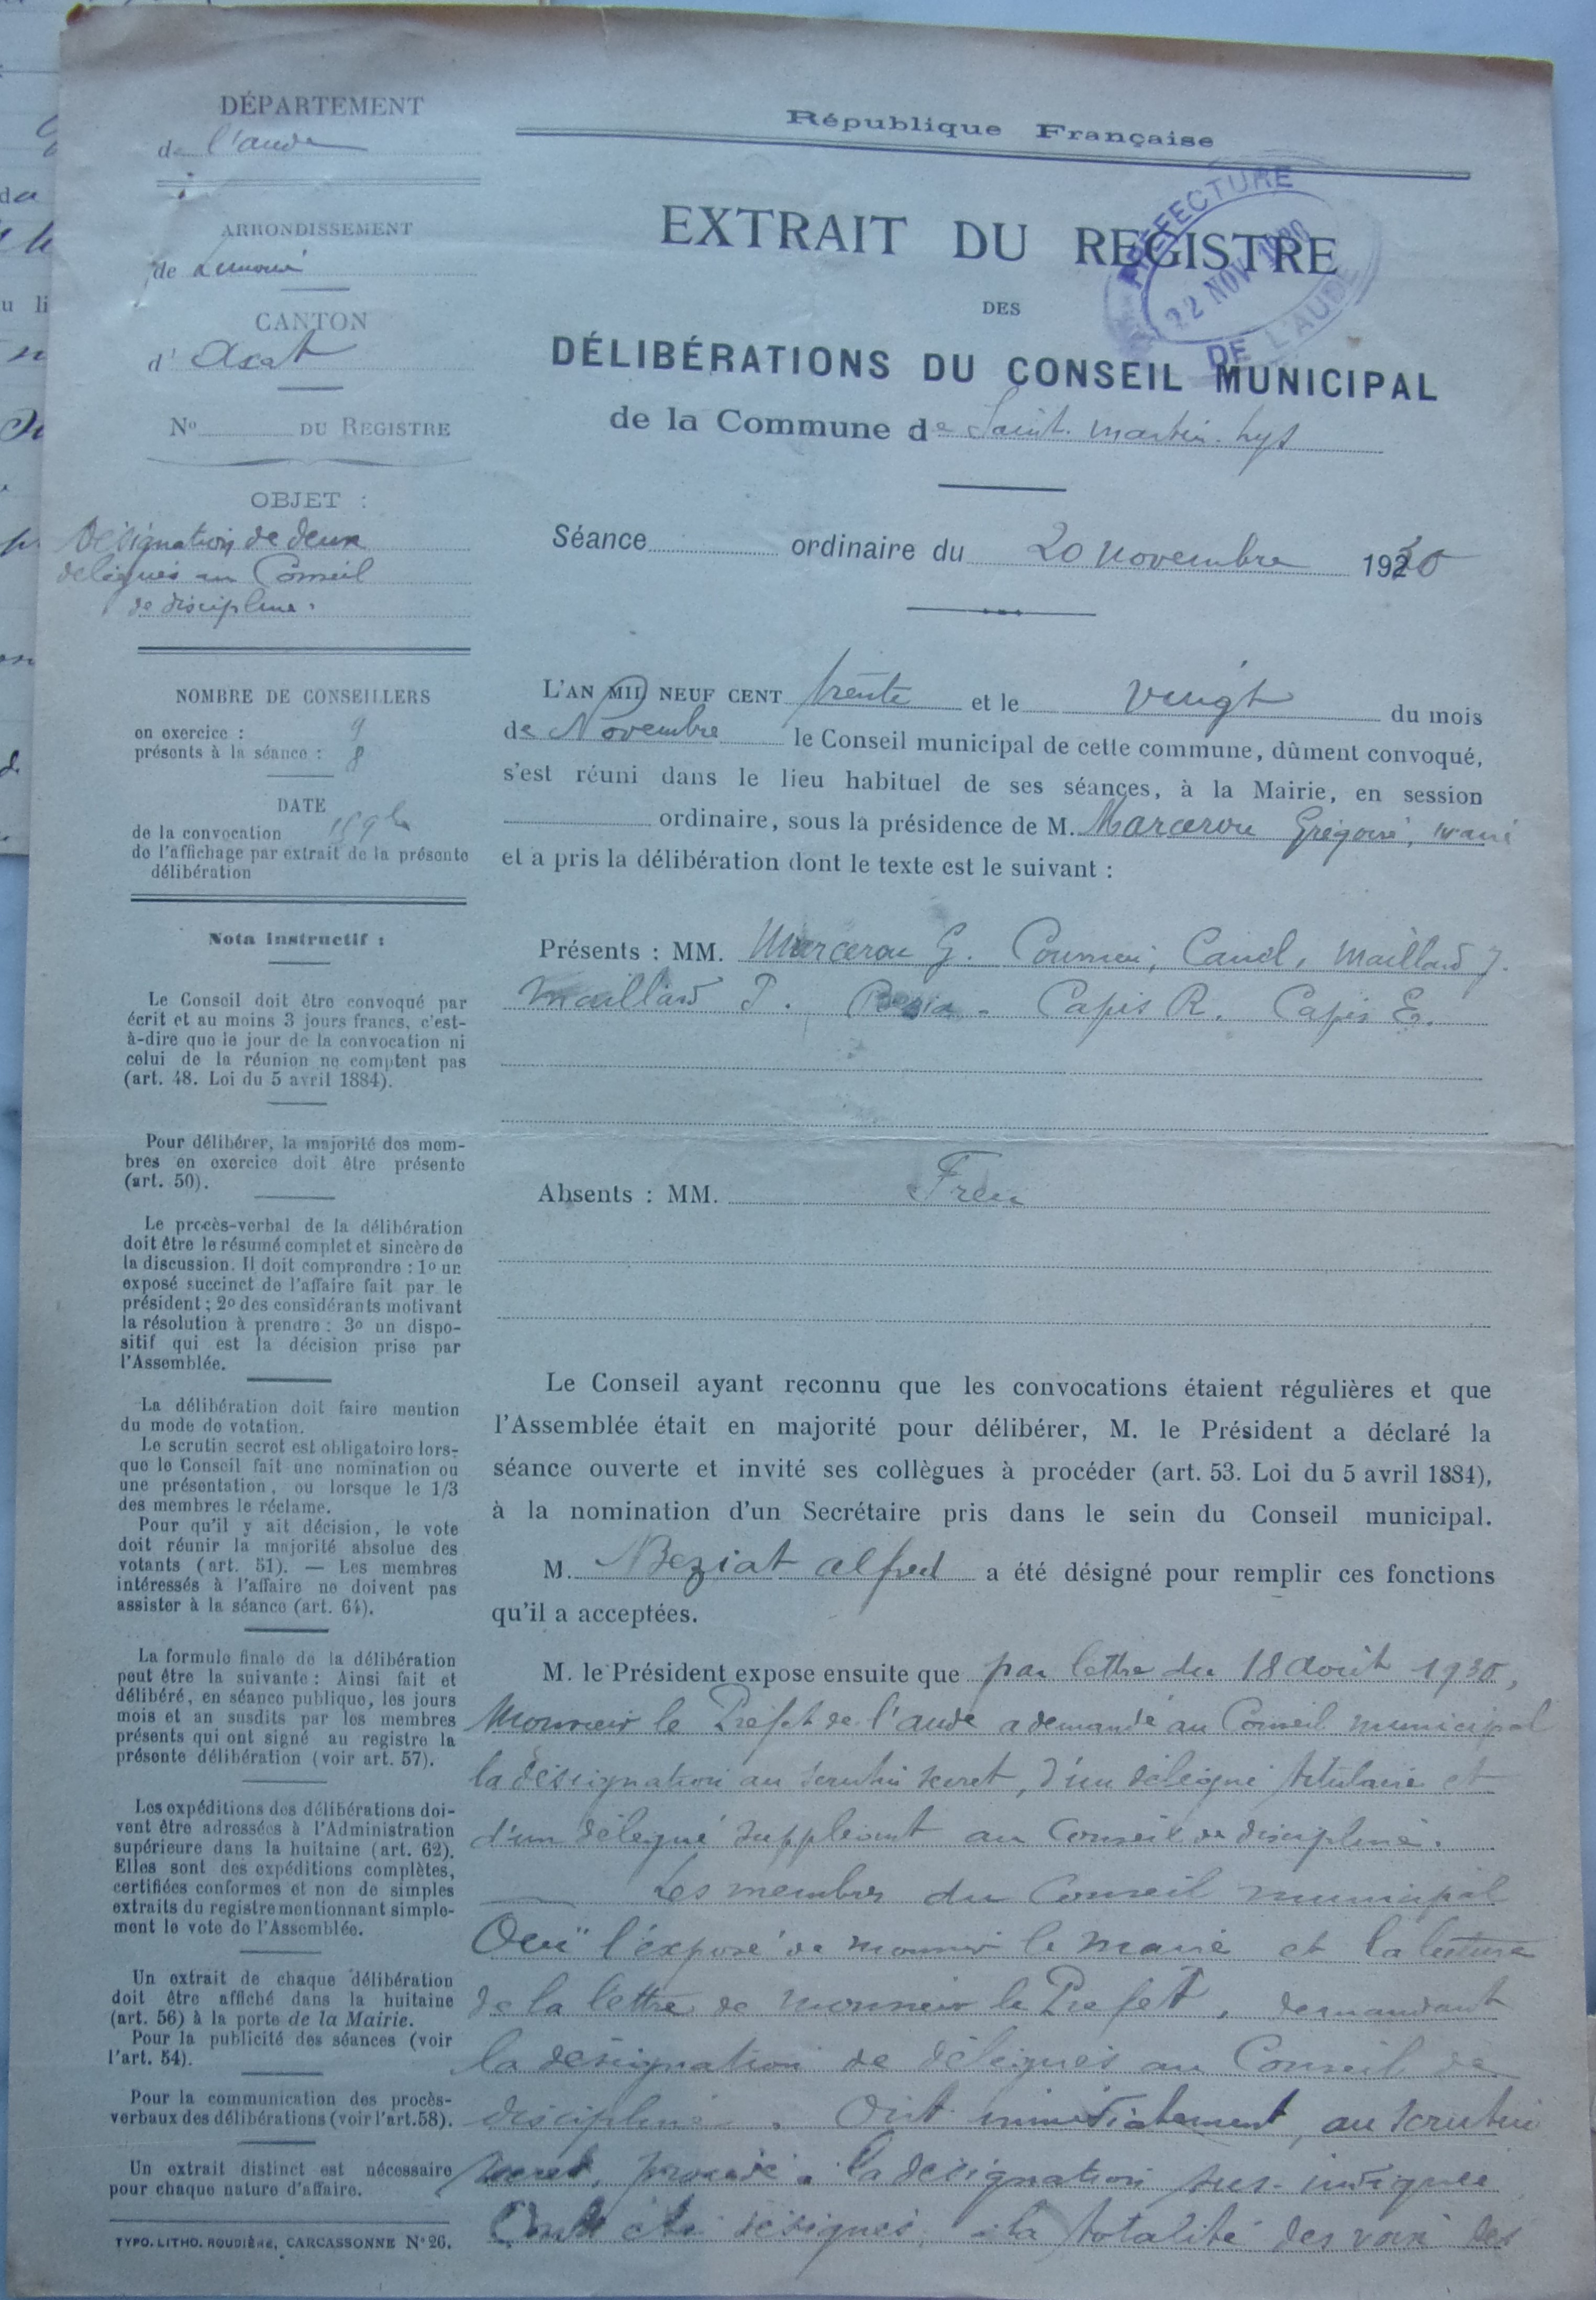 DÉPARTEMENT
de l'aude
ARRONDISSEMENT
de Limoux
CANTON
d' Axat
No DU REGISTRE
OBJET :
Désignation de deux
délégués au Conseil
de discipline.
NOMBRE DE CONSEILLERS
en exercice : 9
présents à la séance : 8
DATE
de la convocation 15 9b
de l'affichage par extrait de la présente
délibération
Nota instructif :
Le Conseil doit être convoqué par
écrit et au moins 3 jours francs, c'est-
à-dire que le jour de la convocation ni
celui de la réunion ne comptent pas
(art. 48. Loi du 5 avril 1884).
Pour délibérer, la majorité des mem-
bres en exercice doit être présente
(art. 50).
Le procès-verbal de la délibération
doit être le résumé complet et sincère de
la discussion. Il doit comprendre : 1o un
exposé succinct de l'affaire fait par le
président ; 2o des considérants motivant
la résolution à prendre : 3o un dispo-
sitif qui est la décision prise par
l'Assemblée.
La délibération doit faire mention
du mode de votation.
Le scrutin secret est obligatoire lors-
que le Conseil fait une nomination ou
une présentation, ou lorsque le 1/3
des membres le réclame.
Pour qu'il y ait décision, le vote
doit réunir la majorité absolue des
votants (art. 51). — Les membres
intéressés à l'affaire ne doivent pas
assister à la séance (art. 64).
La formule finale de la délibération
peut être la suivante : Ainsi fait et
délibéré, en séance publique, les jours
mois et an susdits par les membres
présents qui ont signé au registre la
présente délibération (voir art. 57).
Les expéditions des délibérations doi-
vent être adressées à l'Administration
supérieure dans la huitaine (art. 62).
Elles sont des expéditions complètes,
certifiées conformes et non de simples
extraits du registre mentionnant simple-
ment le vote de l'Assemblée.
Un extrait de chaque délibération
doit être affiché dans la huitaine
(art. 56) à la porte de la Mairie.
Pour la publicité des séances (voir
l'art. 54).
Pour la communication des procès-
verbaux des délibérations (voir l'art. 58).
Un extrait distinct est nécessaire
pour chaque nature d'affaire.
TYPO. LITHO. ROUDIÈRE, CARCASSONNE N° 26.
République Française
EXTRAIT DU REGISTRE
PRÉFECTURE
22 NOV 1930
DE L'AUDE
DES
DÉLIBÉRATIONS DU CONSEIL MUNICIPAL
de la Commune de Saint. Martin. Lys
Séance ordinaire du 20 novembre 1930
L'AN MIL NEUF CENT trente et le vingt du mois
de Novembre le Conseil municipal de cette commune, dûment convoqué,
s'est réuni dans le lieu habituel de ses séances, à la Mairie, en session
ordinaire, sous la présidence de M. Marcerou Grégoire, maire
et a pris la délibération dont le texte est le suivant :
Présents : MM. Marcerou G. Maillard J.
Maillard P. Capis R. Capis E.
Absents : MM. Freu
Le Conseil ayant reconnu que les convocations étaient régulières et que
l'Assemblée était en majorité pour délibérer, M. le Président a déclaré la
séance ouverte et invité ses collègues à procéder (art. 53. Loi du 5 avril 1884),
à la nomination d'un Secrétaire pris dans le sein du Conseil municipal.
M. Beziat alfred a été désigné pour remplir ces fonctions
qu'il a acceptées.
M. le Président expose ensuite que par lettre du 18 août 1930,
Monsieur le Préfet de l'aude a demandé au Conseil municipal
la désignation au scrutin secret, d'un délégué titulaire et
d'un délégué suppléant au Conseil de discipline.
Les membres du Conseil municipal
Ouï l'exposé de monsieur le maire et la lecture
de la lettre de monsieur le Préfet, demandant
la désignation de délégués au Conseil de
discipline. Ont immédiatement, au scrutin
secret, procédé à la désignation sus-indiquée
Ont été désignés, à la totalité des voix des